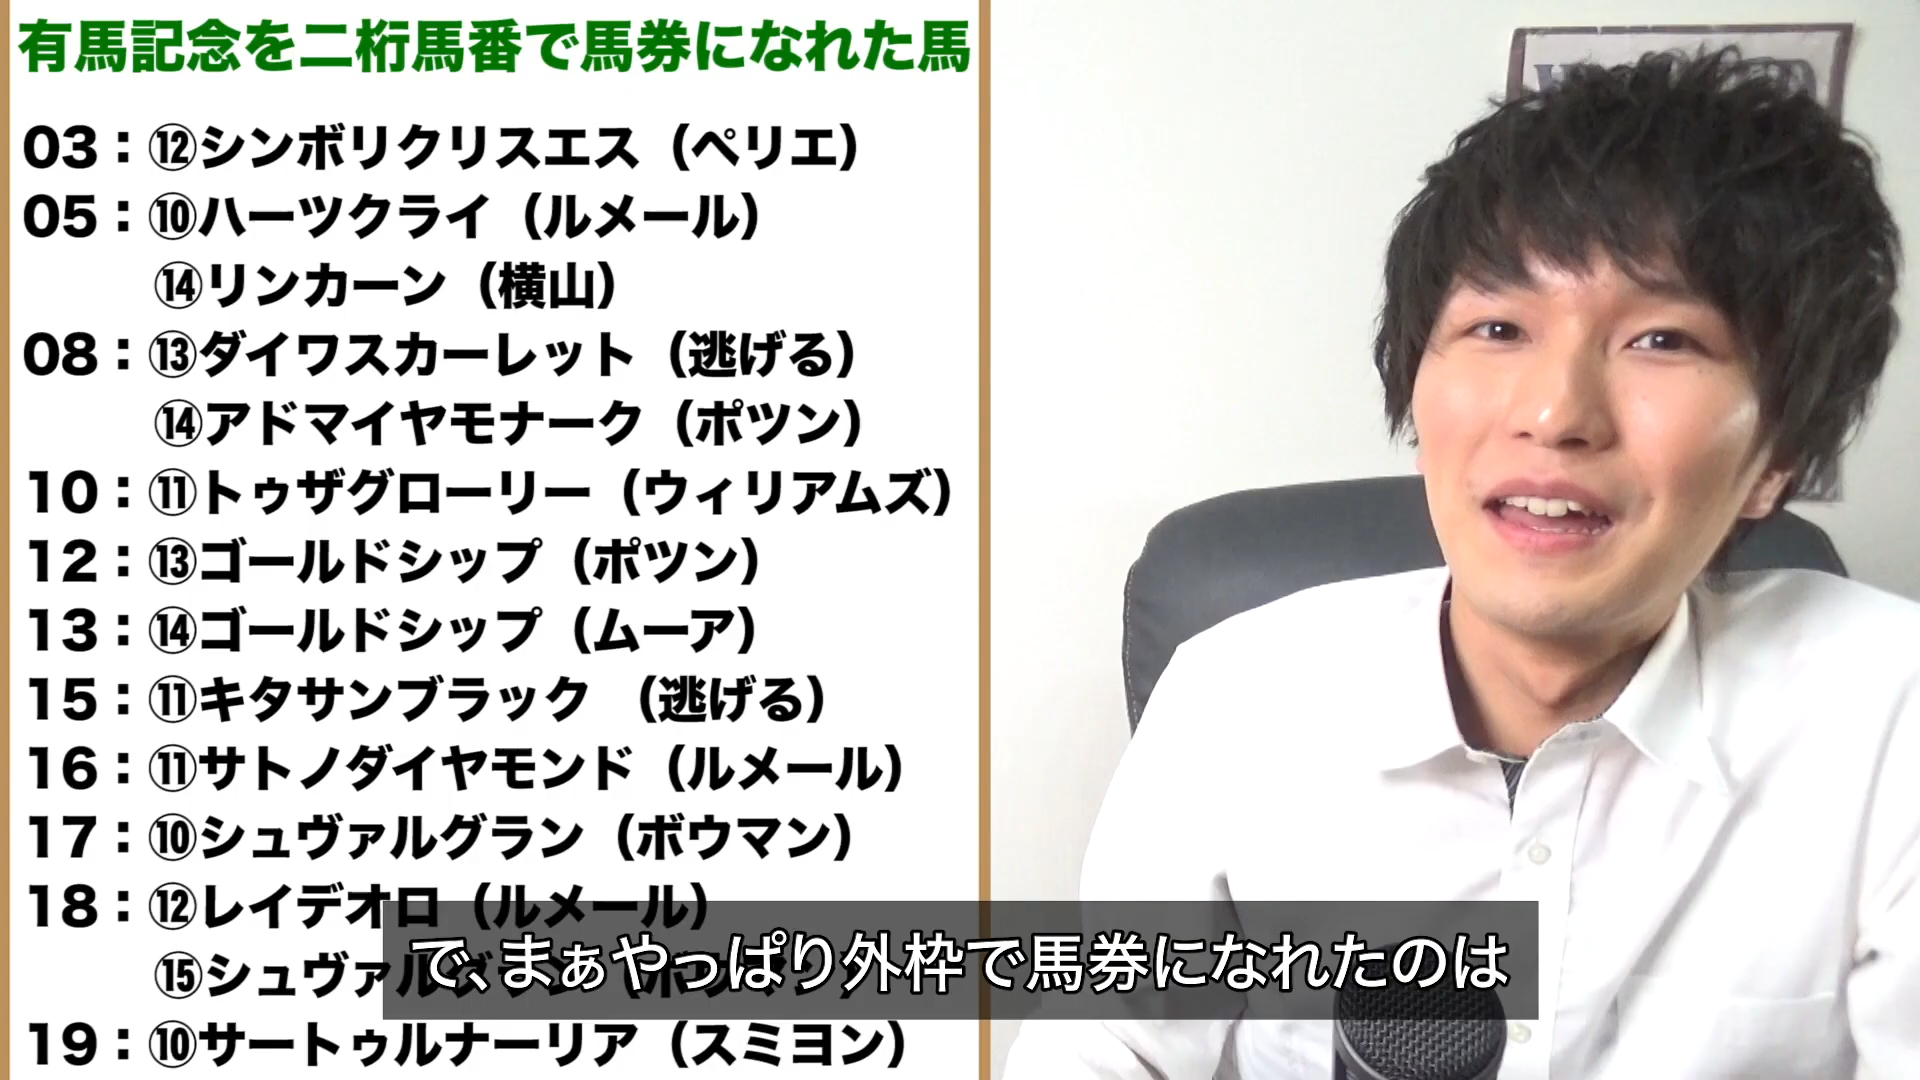 有馬記念を二桁馬番で馬券になれた馬
03：⑫シンボリクリスエス（ペリエ）
05：⑩ハーツクライ（ルメール）
⑭リンカーン（横山）
08：⑬ダイワスカーレット（逃げる）
⑭アドマイヤモナーク（ポツン）
10：⑪トゥザグローリー（ウィリアムズ）
12：⑬ゴールドシップ（ポツン）
13：⑭ゴールドシップ（ムーア）
15：⑪キタサンブラック （逃げる）
16：⑪サトノダイヤモンド（ルメール）
17：⑩シュヴァルグラン（ボウマン）
18：⑫レイデオロ（ルメール）
⑮シュヴァルグラン（ボウマン）
で、まぁやっぱり外枠で馬券になれたのは
19：⑩サートゥルナーリア（スミヨン）